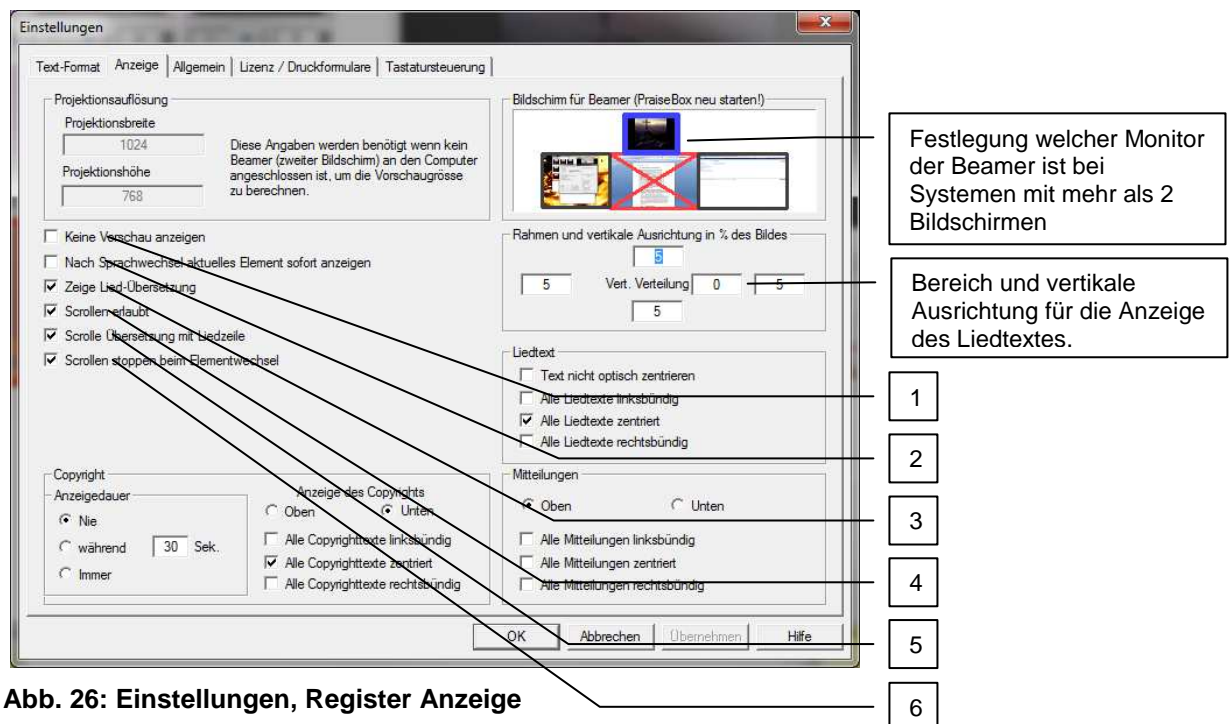 Einstellungen
Text-Format Anzeige Allgemein Lizenz / Druckformulare Tastatursteuerung
Projektionsauflösung
Projektionsbreite
1024
Projektionshöhe
768
Diese Angaben werden benötigt wenn kein
Beamer (zweiter Bildschirm) an den Computer
angeschlossen ist, um die Vorschaugrösse
zu berechnen.
Bildschirm für Beamer (PraiseBox neu starten!)
Keine Vorschau anzeigen
Nach Sprachwechsel aktuelles Element sofort anzeigen
Zeige Lied-Übersetzung
Scrollen erlaubt
Scrolle Übersetzung mit Liedzeile
Scrollen stoppen beim Elementwechsel
Rahmen und vertikale Ausrichtung in % des Bildes
5
5 Vert. Verteilung 0 5
5
Liedtext
Text nicht optisch zentrieren
Alle Liedtexte linksbündig
Alle Liedtexte zentriert
Alle Liedtexte rechtsbündig
Copyright
Anzeigedauer
Nie
während 30 Sek.
Immer
Anzeige des Copyrights
Oben Unten
Alle Copyrighttexte linksbündig
Alle Copyrighttexte zentriert
Alle Copyrighttexte rechtsbündig
Mitteilungen
Oben Unten
Alle Mitteilungen linksbündig
Alle Mitteilungen zentriert
Alle Mitteilungen rechtsbündig
OK Abbrechen Übernehmen Hilfe
Festlegung welcher Monitor
der Beamer ist bei
Systemen mit mehr als 2
Bildschirmen
Bereich und vertikale
Ausrichtung für die Anzeige
des Liedtextes.
1
2
3
4
5
6
Abb. 26: Einstellungen, Register Anzeige